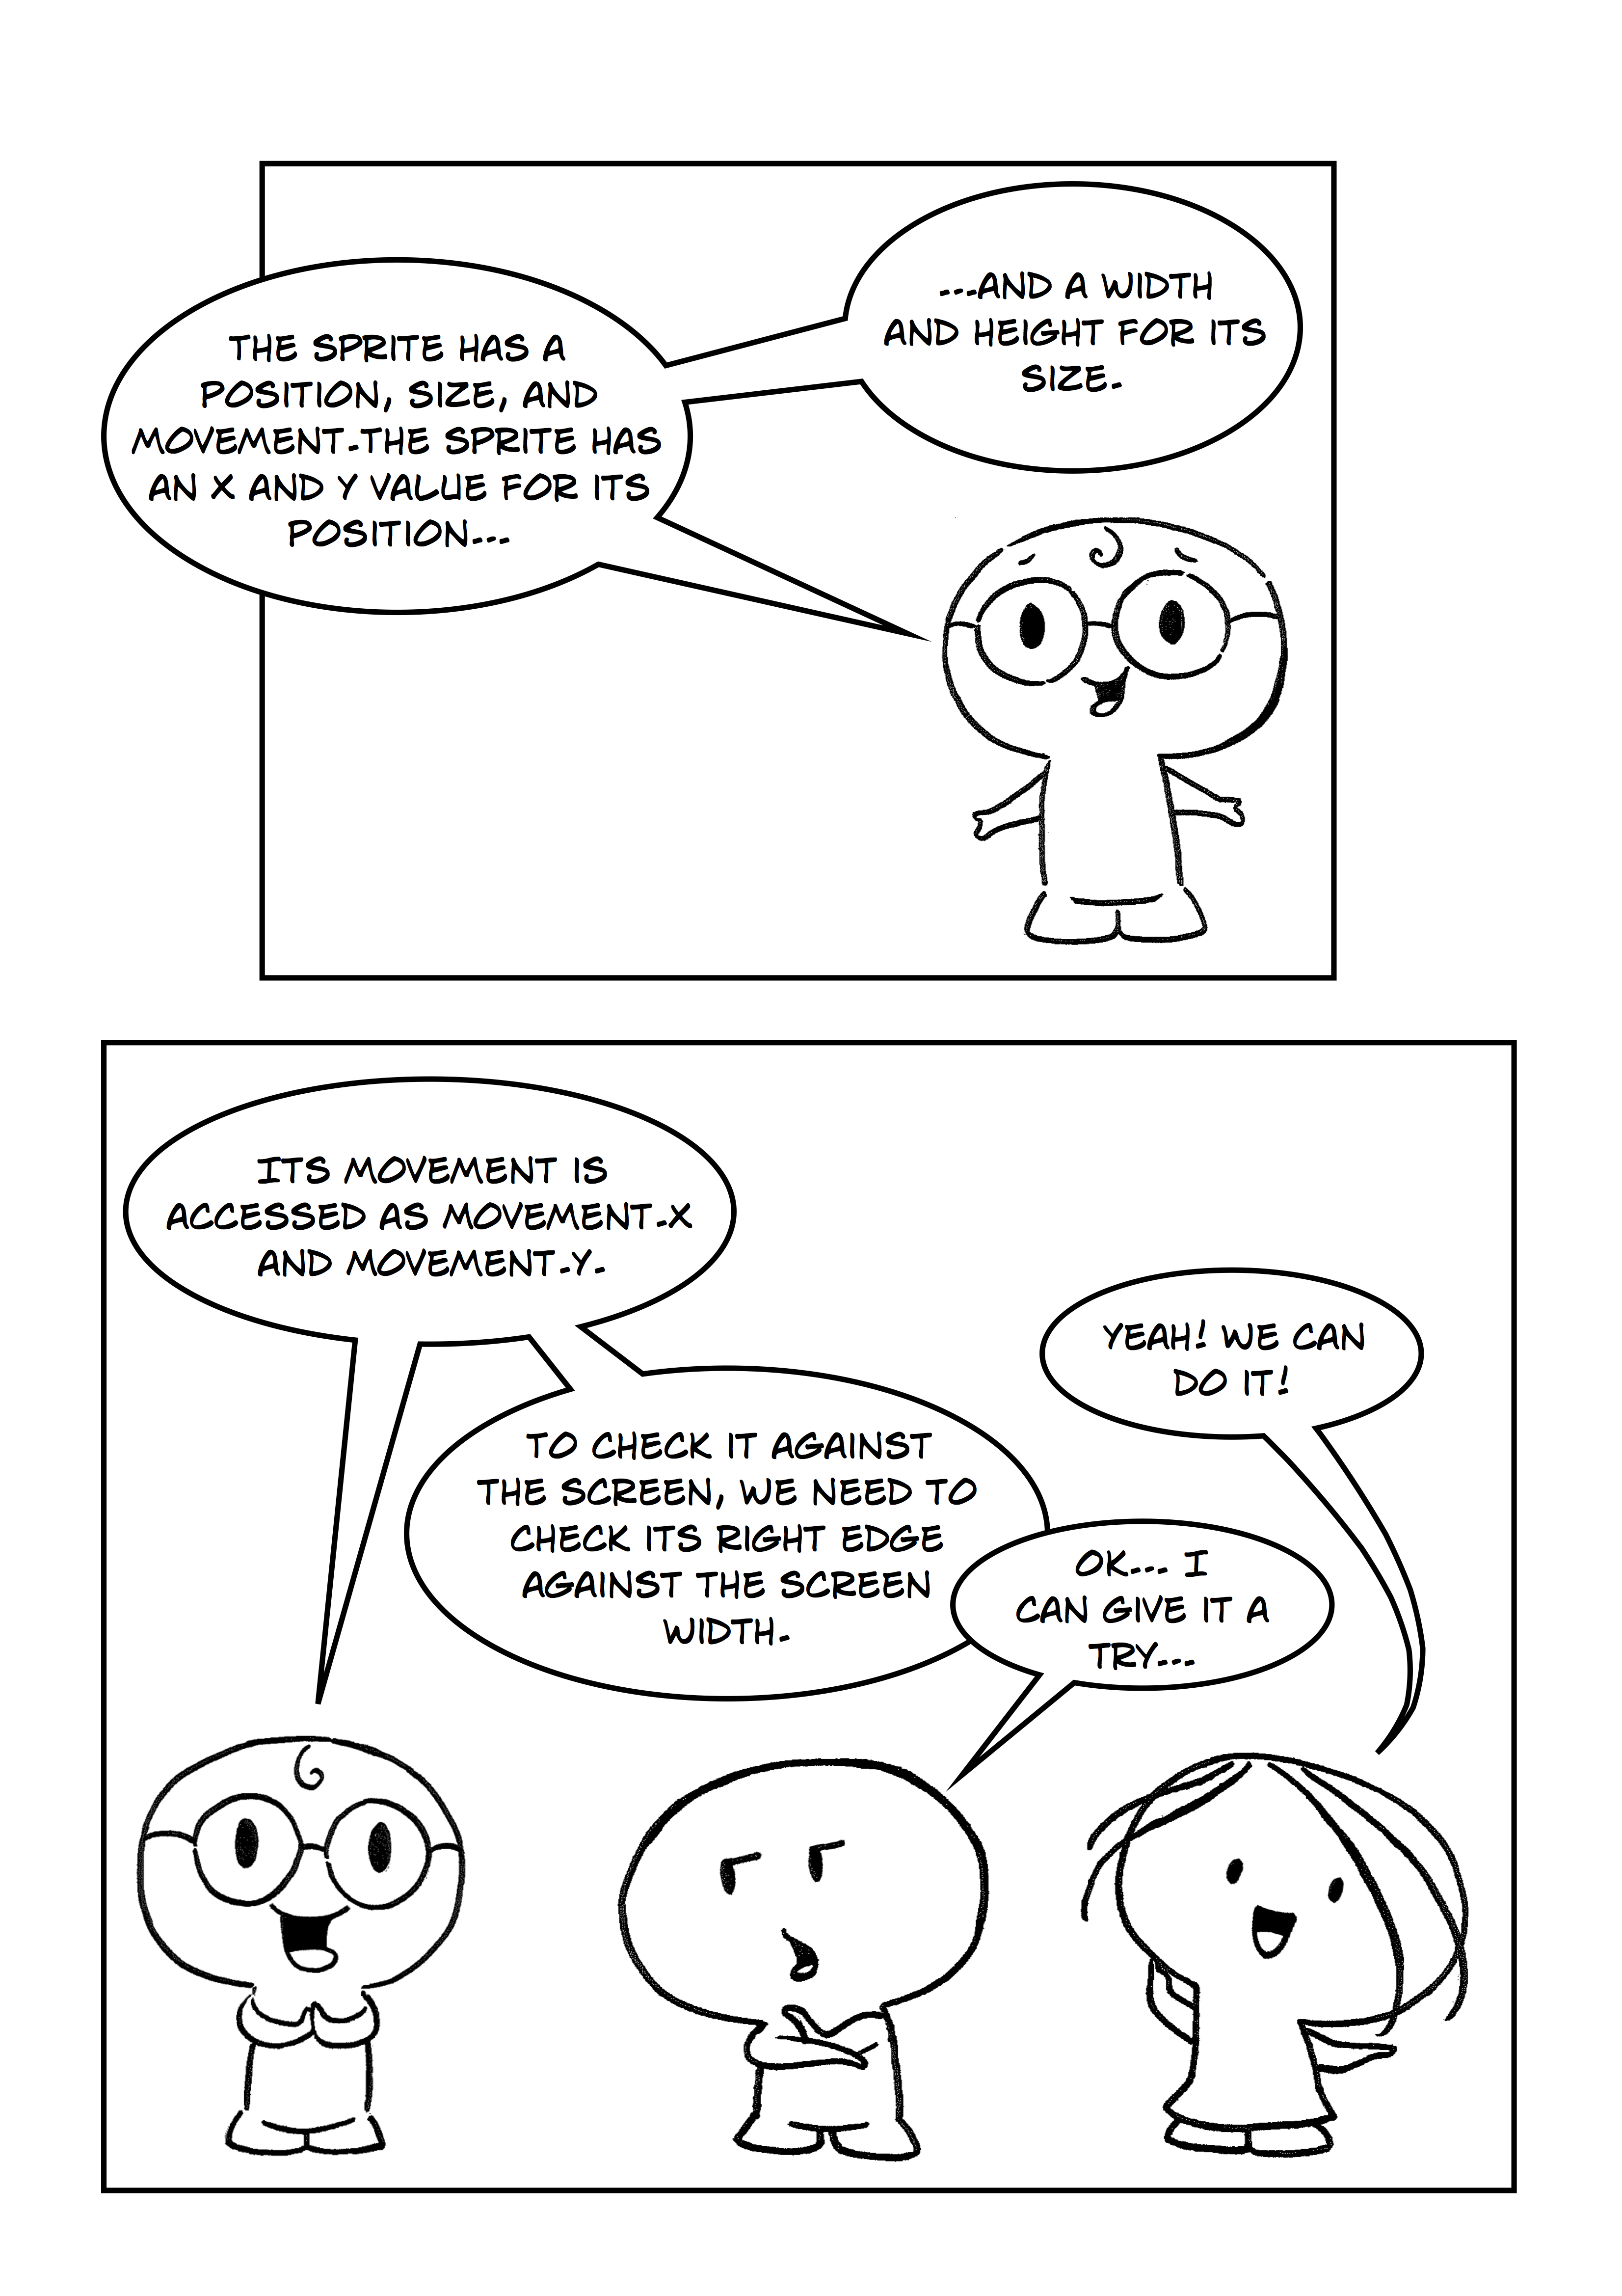 THE SPRITE HAS A
POSITION, SIZE, AND
MOVEMENT.THE SPRITE HAS
AN X AND Y VALUE FOR ITS
POSITION...
...AND A WIDTH
AND HEIGHT FOR ITS
SIZE.
ITS MOVEMENT IS
ACCESSED AS MOVEMENT.X
AND MOVEMENT.Y.
TO CHECK IT AGAINST
THE SCREEN, WE NEED TO
CHECK ITS RIGHT EDGE
AGAINST THE SCREEN
WIDTH.
OK... I
CAN GIVE IT A
TRY...
YEAH! WE CAN
DO IT!